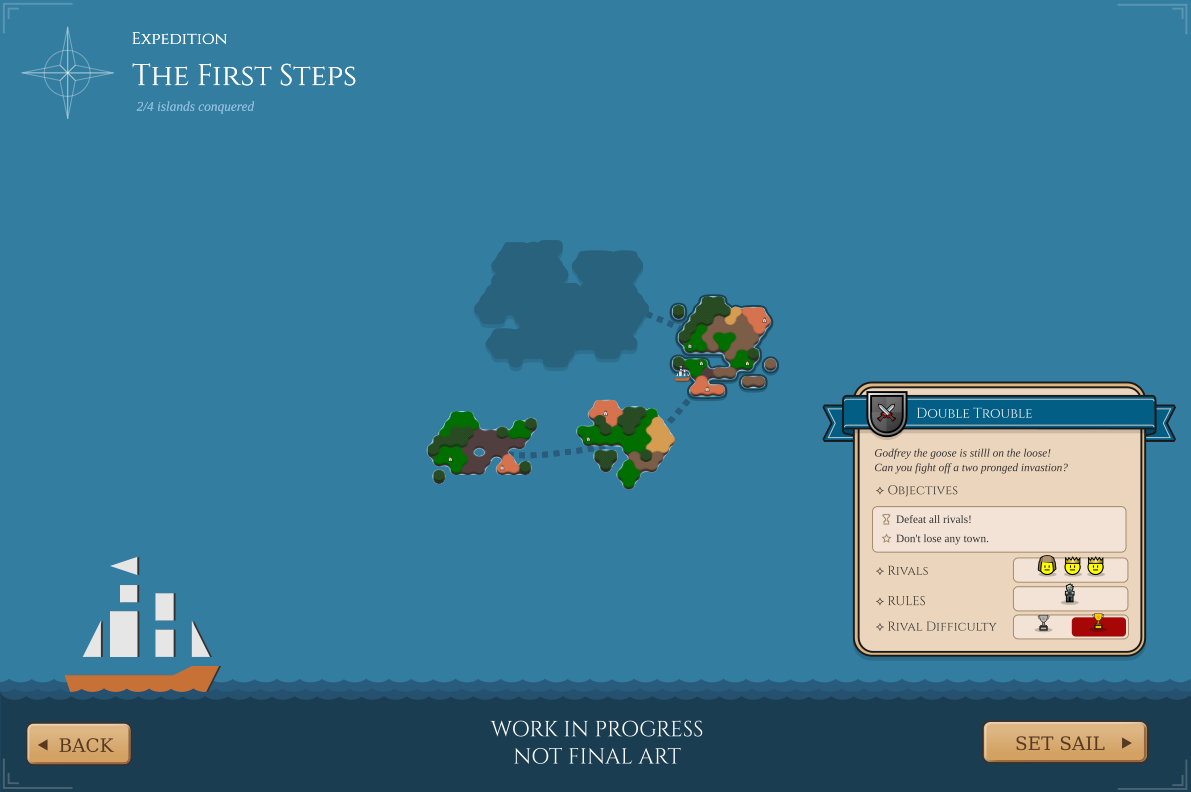 Expedition
The First Steps
2/4 islands conquered
Double Trouble
Godfrey the goose is stilll on the loose!
Can you fight off a two pronged invastion?
Objectives
Defeat all rivals!
Don't lose any town.
Rivals
RULES
Rival Difficulty
WORK IN PROGRESS
NOT FINAL ART
BACK
SET SAIL